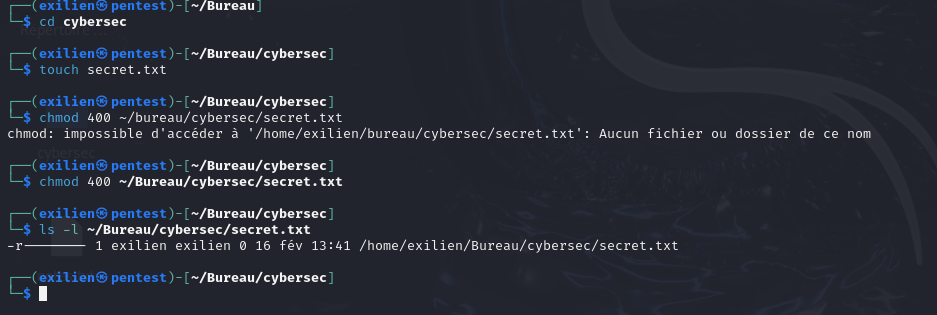 ┌──(exilien㉿pentest)-[~/Bureau]
└─$ cd cybersec
┌──(exilien㉿pentest)-[~/Bureau/cybersec]
└─$ touch secret.txt
┌──(exilien㉿pentest)-[~/Bureau/cybersec]
└─$ chmod 400 ~/bureau/cybersec/secret.txt
chmod: impossible d'accéder à '/home/exilien/bureau/cybersec/secret.txt': Aucun fichier ou dossier de ce nom
cybersec
┌──(exilien㉿pentest)-[~/Bureau/cybersec]
└─$ chmod 400 ~/Bureau/cybersec/secret.txt
┌──(exilien㉿pentest)-[~/Bureau/cybersec]
└─$ ls -l ~/Bureau/cybersec/secret.txt
-r-------- 1 exilien exilien 0 16 fév 13:41 /home/exilien/Bureau/cybersec/secret.txt
┌──(exilien㉿pentest)-[~/Bureau/cybersec]
└─$